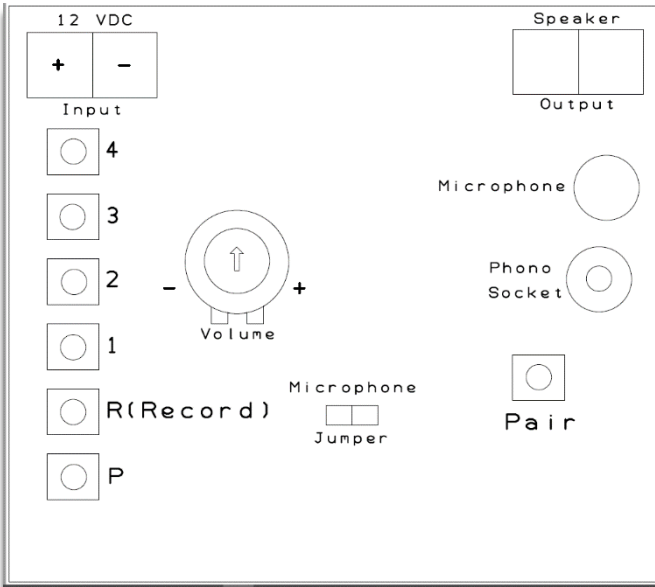 12 VDC
+ -
Input
Speaker
Output
4
3
2
1
R(Record)
P
- +
Volume
Microphone
Phono
Socket
Microphone
Jumper
Pair